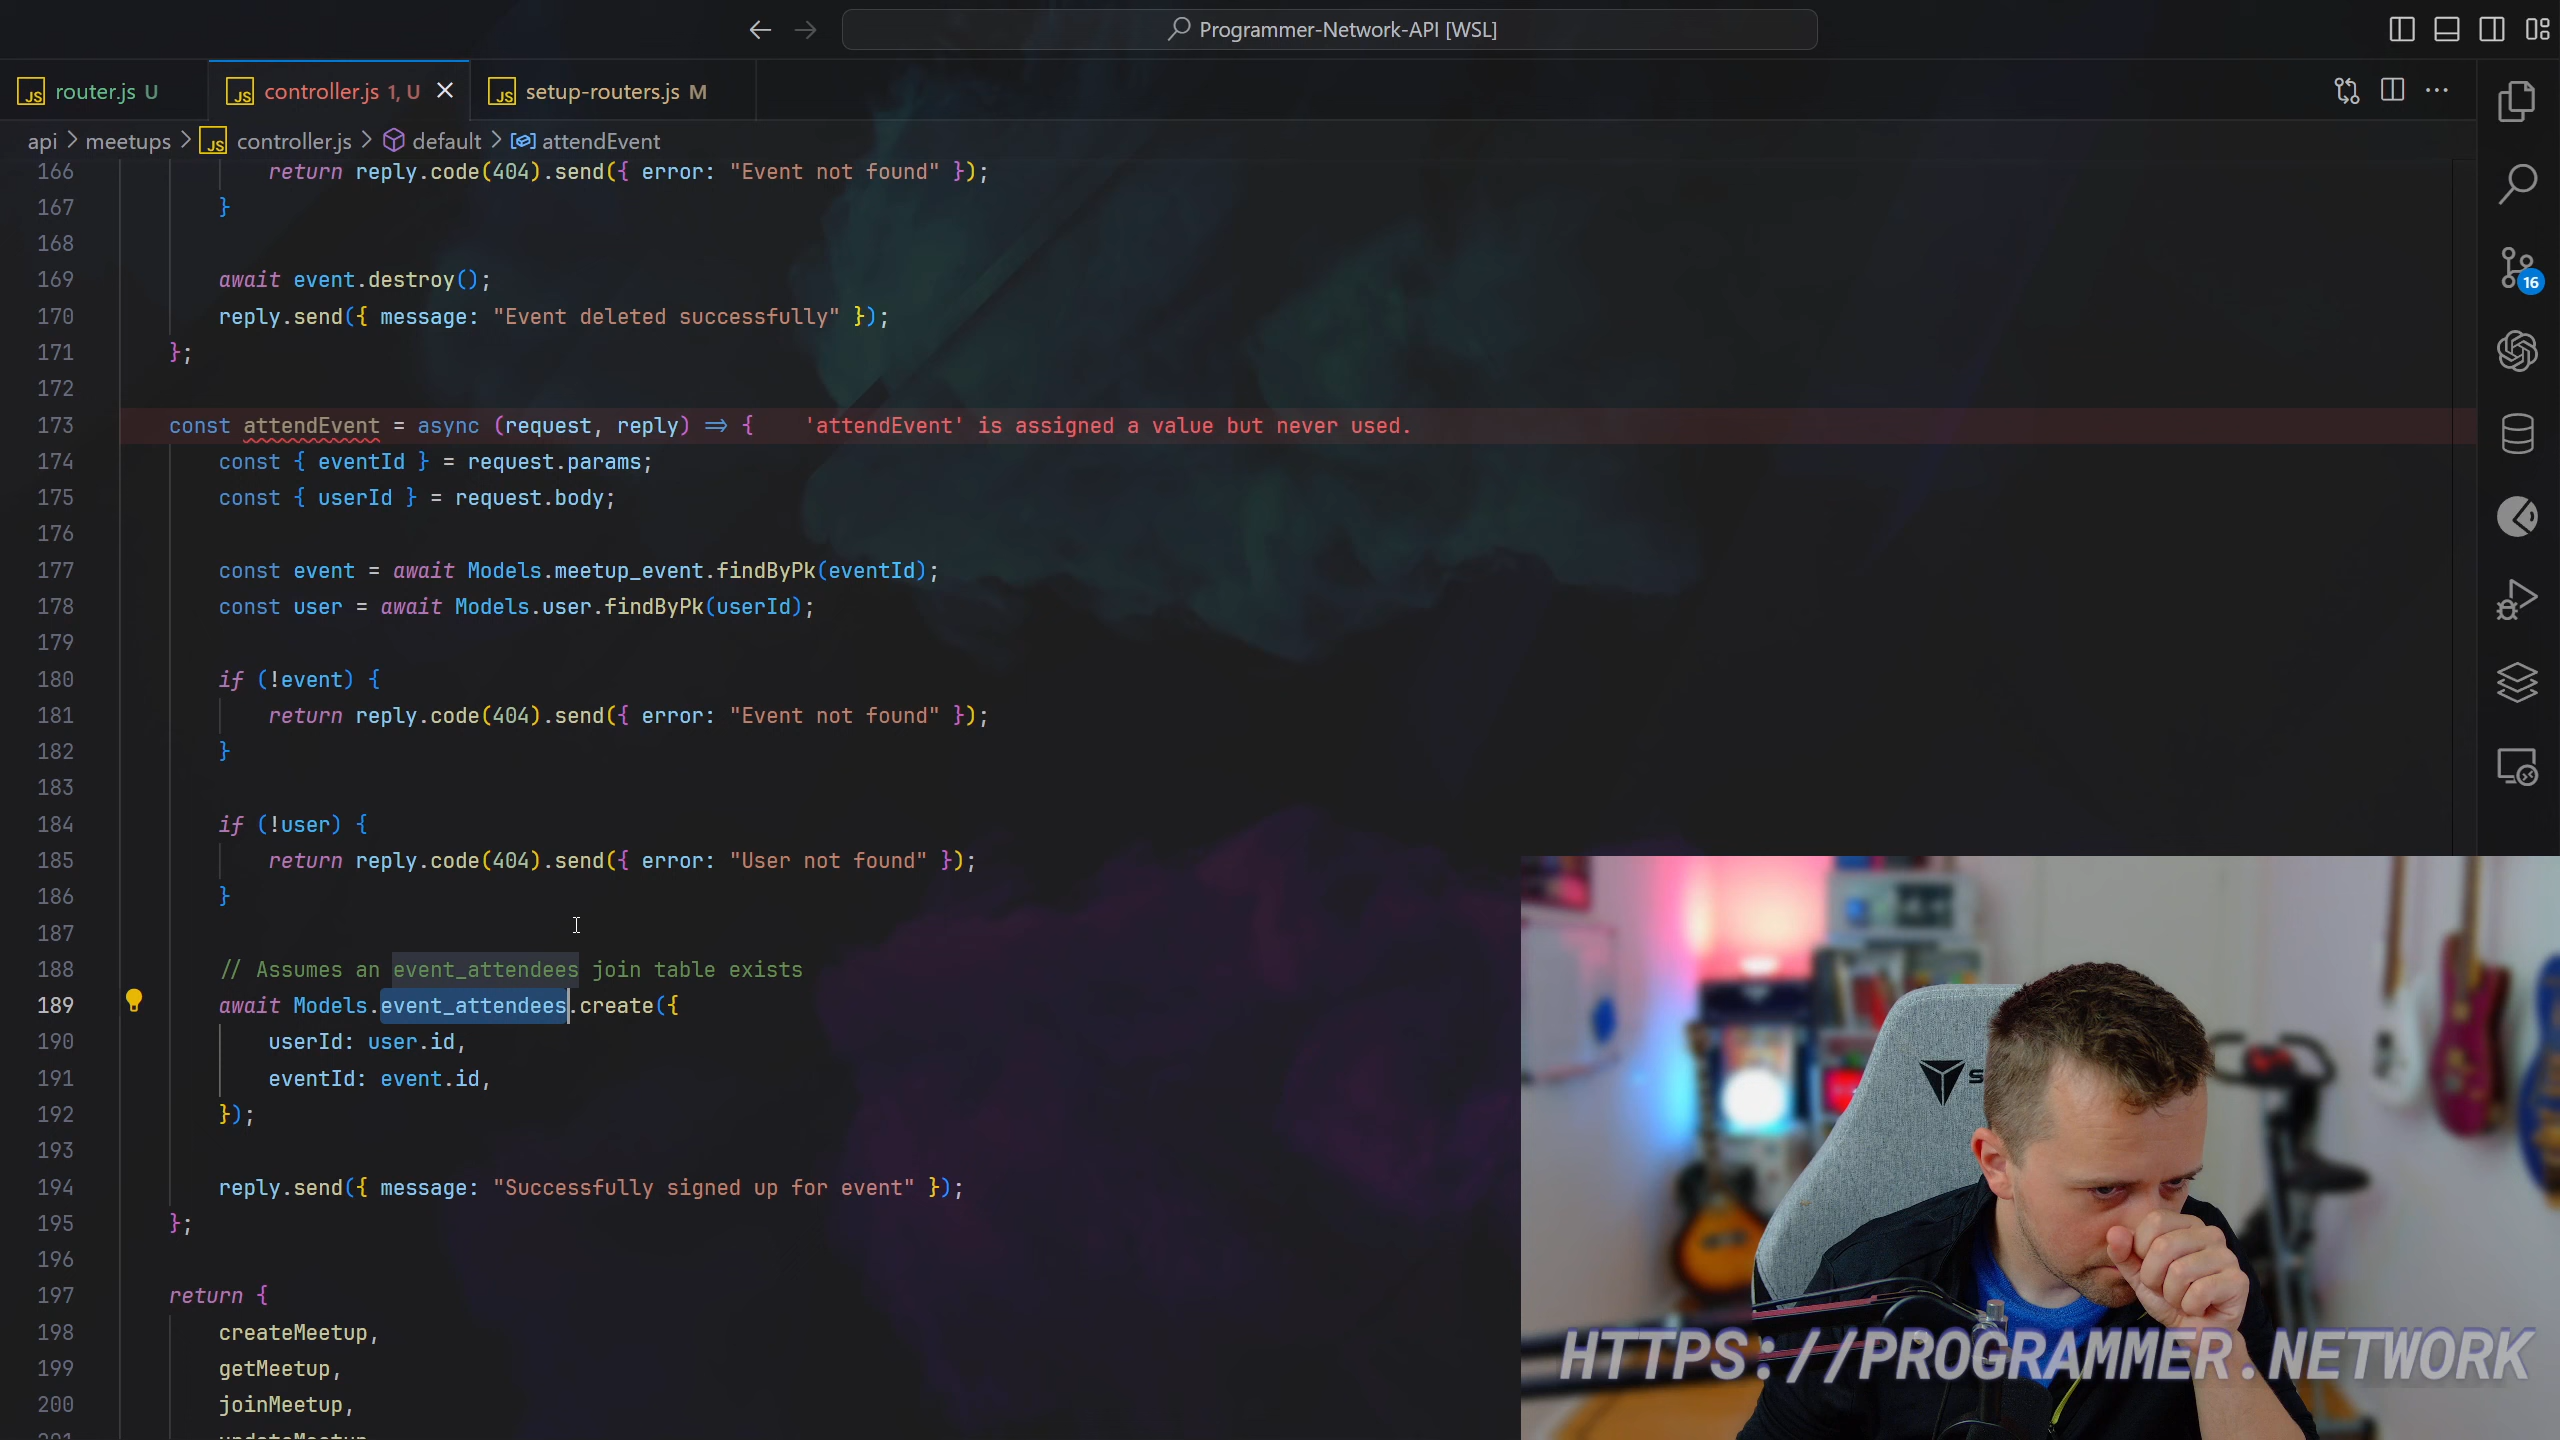 Programmer-Network-API [WSL]
JS router.js U
JS controller.js 1, U
JS setup-routers.js M
api > meetups > JS controller.js > default > attendEvent
166 return reply.code(404).send({ error: "Event not found" });
167 }
168
169 await event.destroy();
170 reply.send({ message: "Event deleted successfully" });
171 };
172
173 const attendEvent = async (request, reply) => { 'attendEvent' is assigned a value but never used.
174 const { eventId } = request.params;
175 const { userId } = request.body;
176
177 const event = await Models.meetup_event.findByPk(eventId);
178 const user = await Models.user.findByPk(userId);
179
180 if (!event) {
181 return reply.code(404).send({ error: "Event not found" });
182 }
183
184 if (!user) {
185 return reply.code(404).send({ error: "User not found" });
186 }
187
188 // Assumes an event_attendees join table exists
189 await Models.event_attendees.create({
190 userId: user.id,
191 eventId: event.id,
192 });
193
194 reply.send({ message: "Successfully signed up for event" });
195 };
196
197 return {
198 createMeetup,
199 getMeetup,
200 joinMeetup,
16
HTTPS://PROGRAMMER.NETWORK